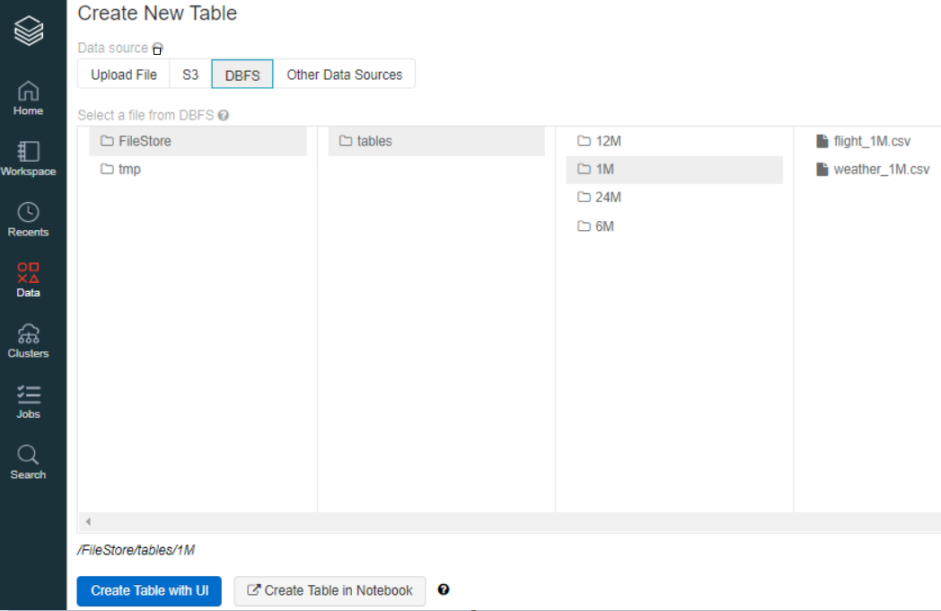 Create New Table
Data source
Upload File S3 DBFS Other Data Sources
Select a file from DBFS ?
Home
Workspace
Recents
Data
Clusters
Jobs
Search
FileStore
tmp
tables
12M
1M
24M
6M
flight_1M.csv
weather_1M.csv
/FileStore/tables/1M
Create Table with UI Create Table in Notebook ?